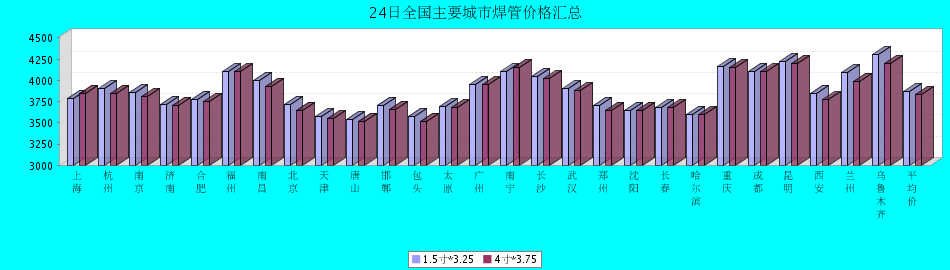 24日全国主要城市焊管价格汇总
4500
4250
4000
3750
3500
3250
3000
上海
杭州
南京
济南
合肥
福州
南昌
北京
天津
唐山
邯郸
包头
太原
广州
南宁
长沙
武汉
郑州
沈阳
长春
哈尔滨
重庆
成都
昆明
西安
兰州
乌鲁木齐
平均价
1.5寸*3.25
4寸*3.75